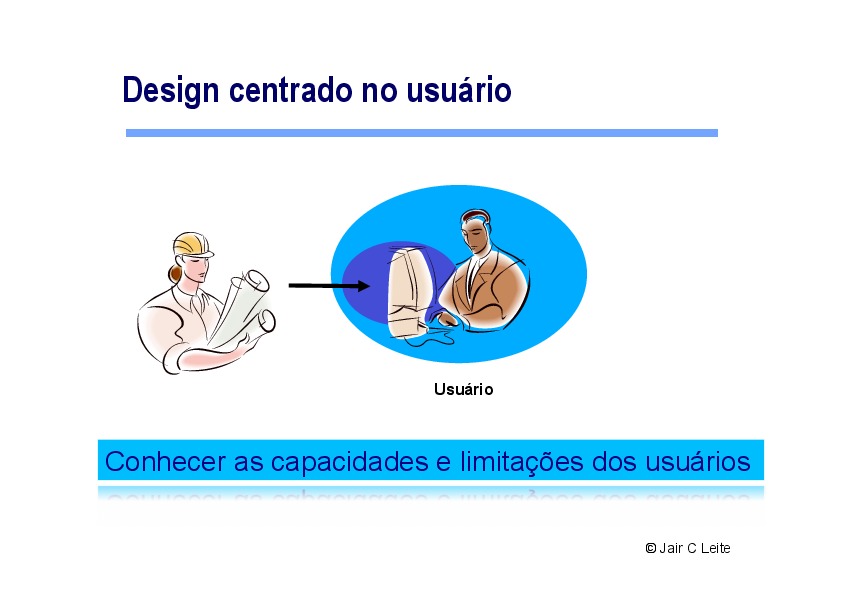 Design centrado no usuário
Usuário
Conhecer as capacidades e limitações dos usuários
© Jair C Leite